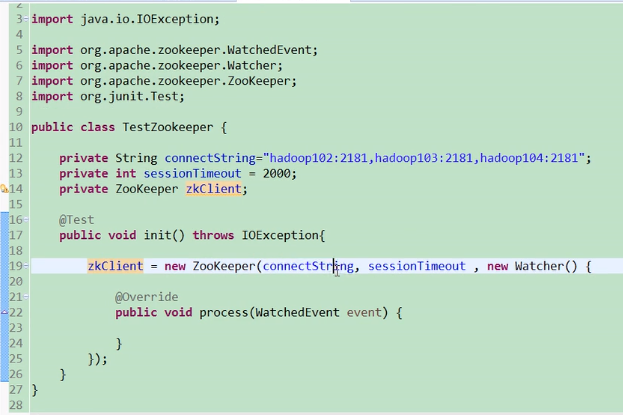 2
3 import java.io.IOException;
4
5 import org.apache.zookeeper.WatchedEvent;
6 import org.apache.zookeeper.Watcher;
7 import org.apache.zookeeper.ZooKeeper;
8 import org.junit.Test;
9
10 public class TestZookeeper {
11
12     private String connectString="hadoop102:2181,hadoop103:2181,hadoop104:2181";
13     private int sessionTimeout = 2000;
14     private ZooKeeper zkClient;
15
16     @Test
17     public void init() throws IOException{
18
19         zkClient = new ZooKeeper(connectString, sessionTimeout , new Watcher() {
20
21             @Override
22             public void process(WatchedEvent event) {
23
24             }
25         });
26     }
27 }
28